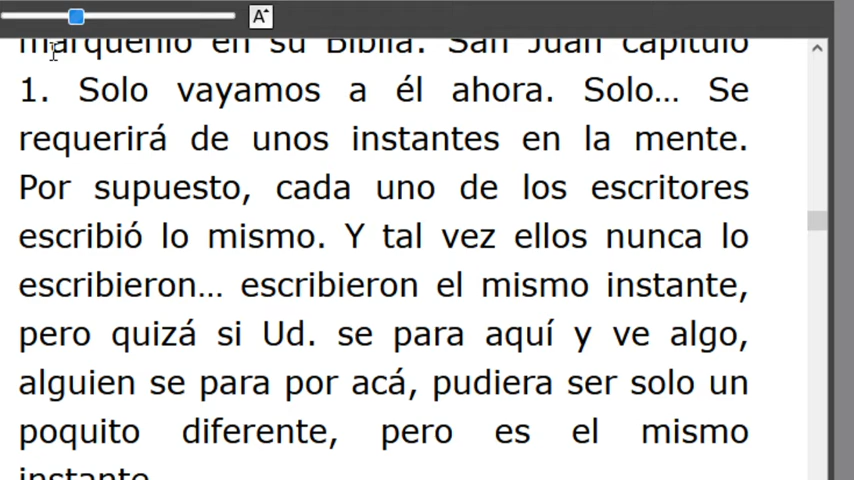 A
márquenlo en su Biblia. San Juan capítulo
1. Solo vayamos a él ahora. Solo… Se
requerirá de unos instantes en la mente.
Por supuesto, cada uno de los escritores
escribió lo mismo. Y tal vez ellos nunca lo
escribieron… escribieron el mismo instante,
pero quizá si Ud. se para aquí y ve algo,
alguien se para por acá, pudiera ser solo un
poquito diferente, pero es el mismo
instante.